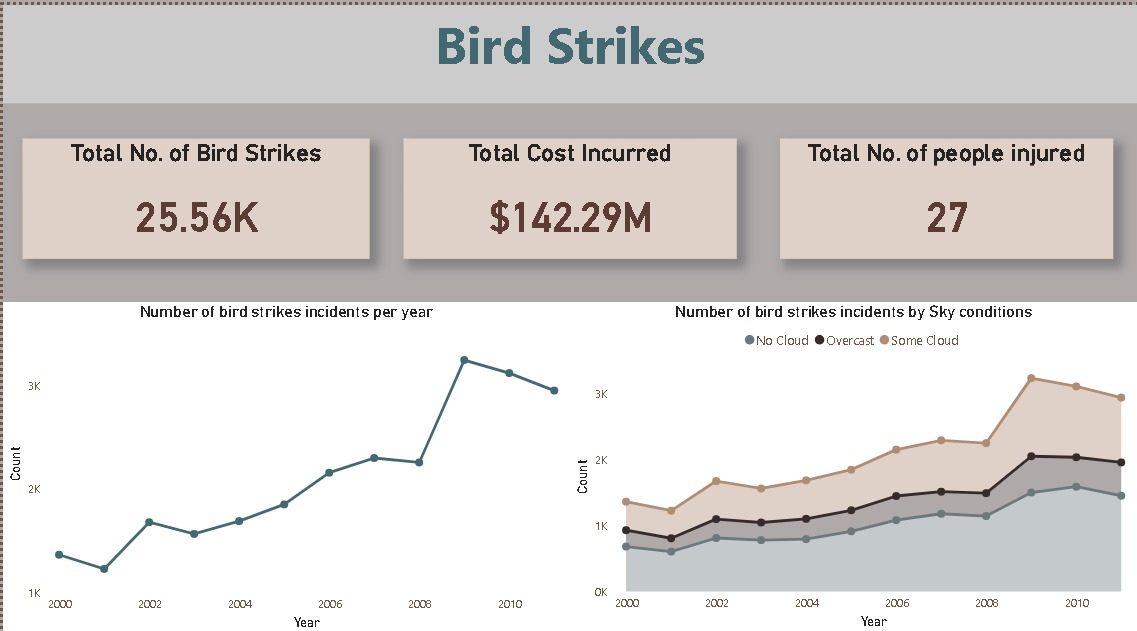 Bird Strikes
Total No. of Bird Strikes
25.56K
Total Cost Incurred
$142.29M
Total No. of people injured
27
Number of bird strikes incidents per year
3K
2K
1K
Count
2000 2002 2004 2006 2008 2010
Year
Number of bird strikes incidents by Sky conditions
No Cloud Overcast Some Cloud
3K
2K
1K
0K
Count
2000 2002 2004 2006 2008 2010
Year